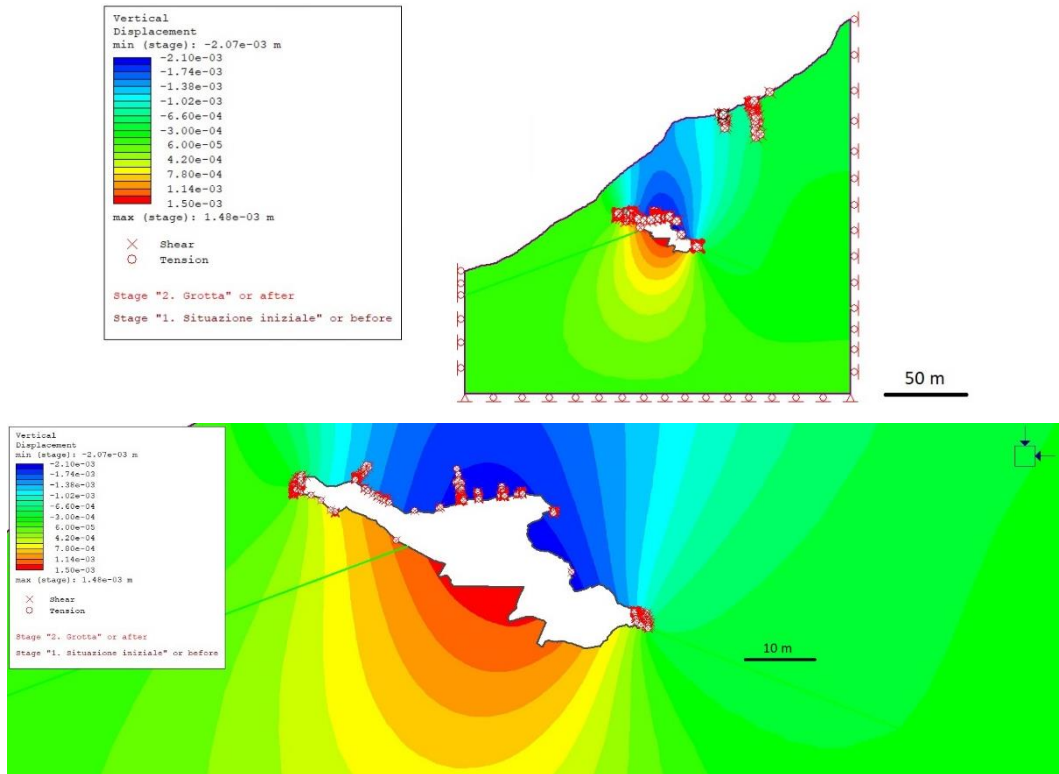 Vertical
Displacement
min (stage): -2.07e-03 m
-2.10e-03
-1.74e-03
-1.38e-03
-1.02e-03
-6.60e-04
-3.00e-04
6.00e-05
4.20e-04
7.80e-04
1.14e-03
1.50e-03
max (stage): 1.48e-03 m
Shear
Tension
Stage "2. Grotta" or after
Stage "1. Situazione iniziale" or before
50 m
Vertical
Displacement
min (stage): -2.07e-03 m
-2.10e-03
-1.74e-03
-1.38e-03
-1.02e-03
-6.60e-04
-3.00e-04
6.00e-05
4.20e-04
7.80e-04
1.14e-03
1.50e-03
max (stage): 1.48e-03 m
Shear
Tension
Stage "2. Grotta" or after
Stage "1. Situazione iniziale" or before
10 m